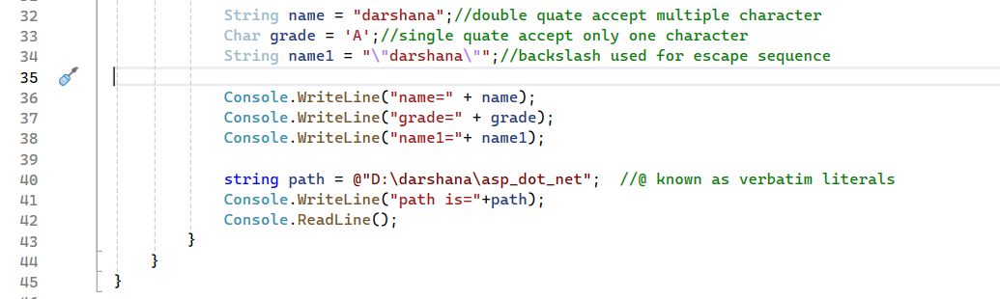 32 String name = "darshana";//double quate accept multiple character
33 Char grade = 'A';//single quate accept only one character
34 String name1 = "\"darshana\"";//backslash used for escape sequence
35
36 Console.WriteLine("name=" + name);
37 Console.WriteLine("grade=" + grade);
38 Console.WriteLine("name1="+ name1);
39
40 string path = @"D:\darshana\asp_dot_net";  //@ known as verbatim literals
41 Console.WriteLine("path is="+path);
42 Console.ReadLine();
43 }
44 }
45 }